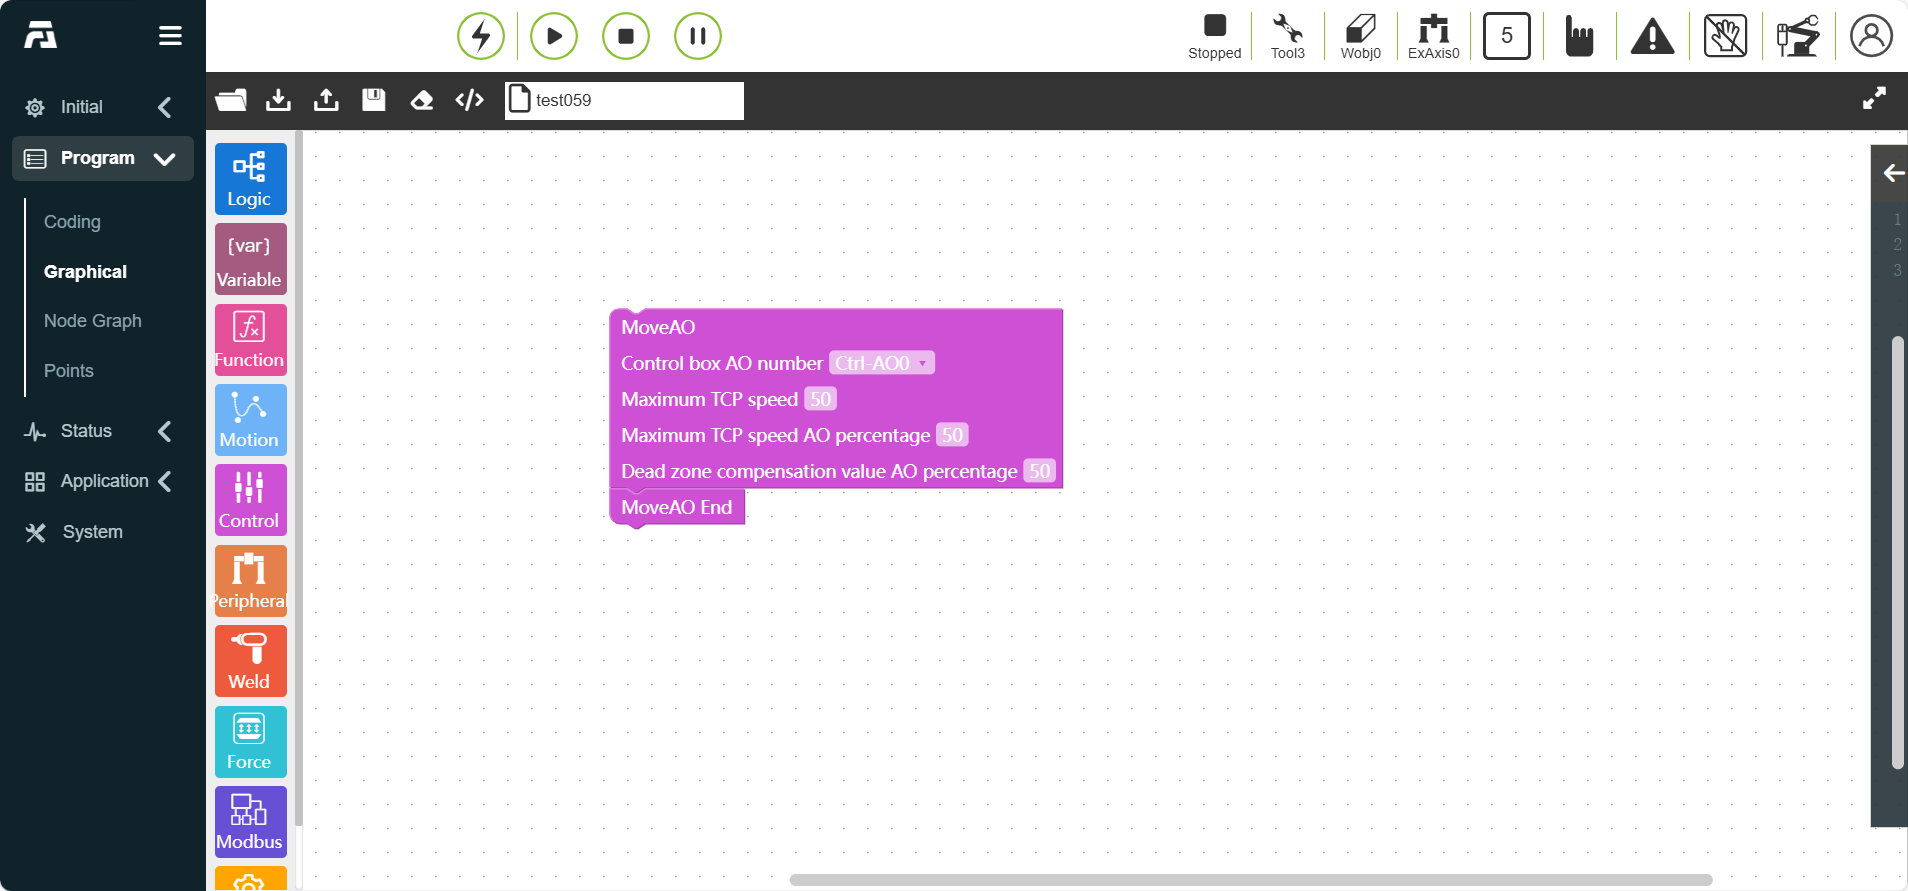 Stopped
Tool3
Wobj0
ExAxis0
5
Initial
Program
Coding
Graphical
Node Graph
Points
Status
Application
System
test059
Logic
[var]
Variable
fx
Function
Motion
Control
Peripheral
Weld
Force
Modbus
MoveAO
Control box AO number Ctrl-AO0
Maximum TCP speed 50
Maximum TCP speed AO percentage 50
Dead zone compensation value AO percentage 50
MoveAO End
1
2
3